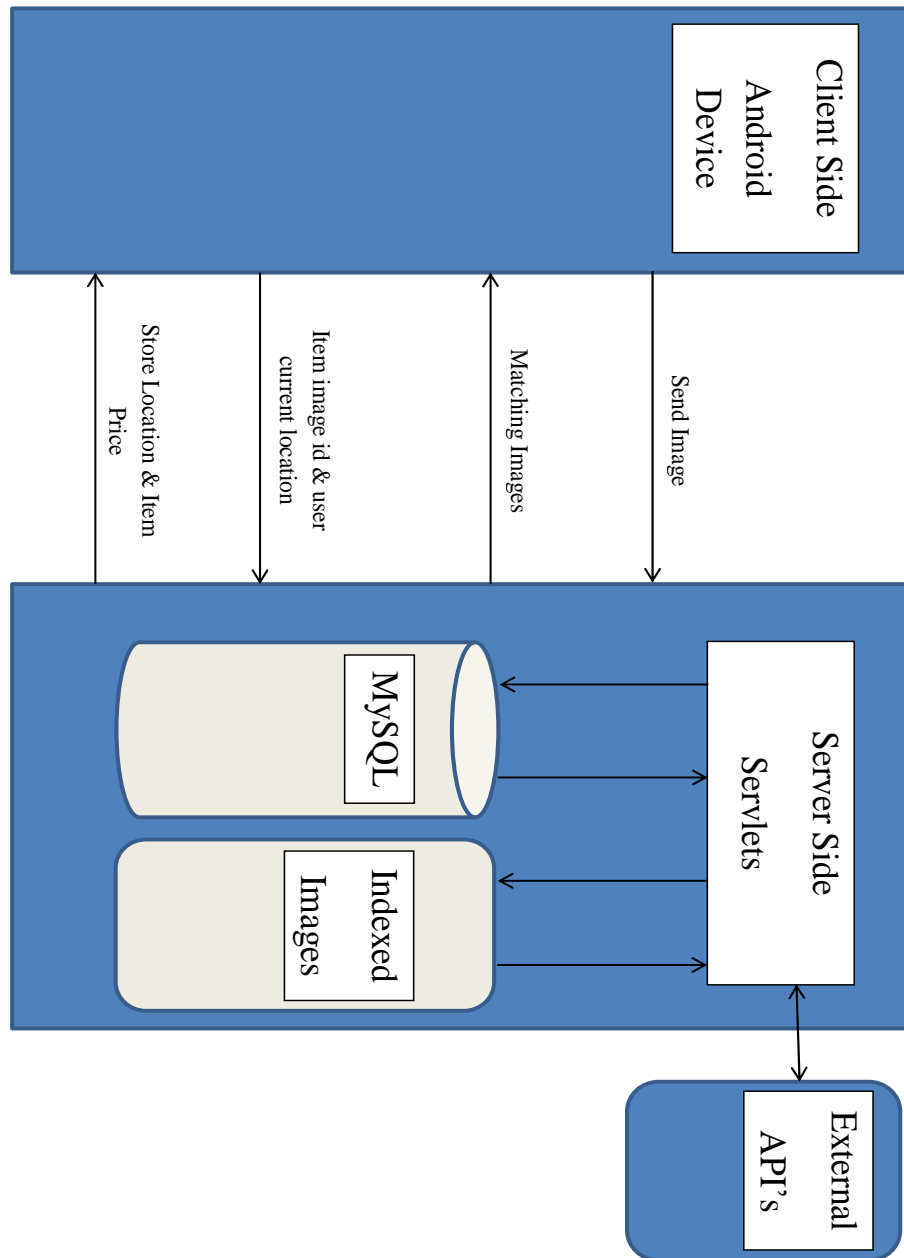 Client Side
Android
Device
Send Image
Matching Images
Item image id & user
current location
Store Location & Item
Price
Server Side
Servlets
MySQL
Indexed
Images
External
API’s